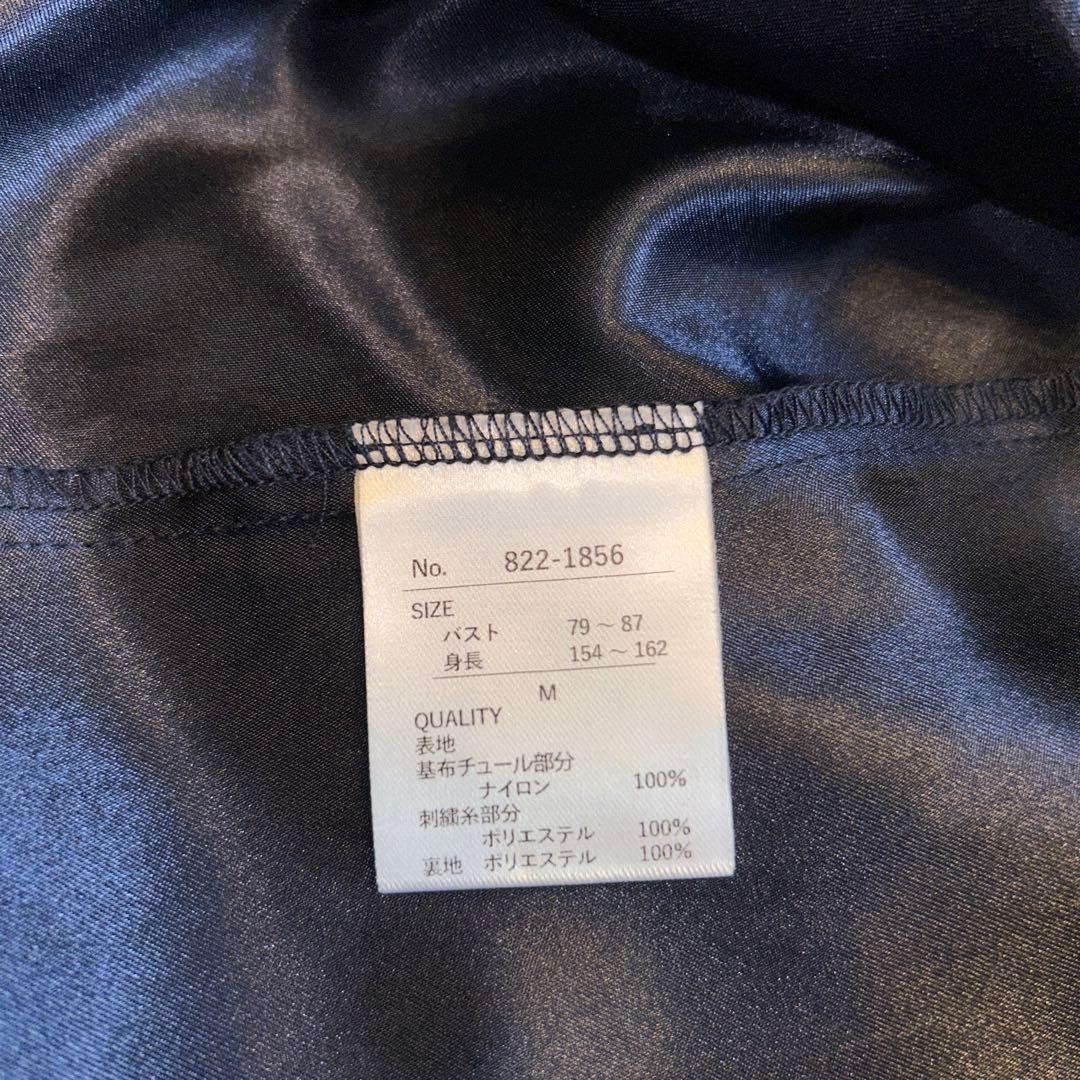 No. 822-1856
SIZE
バスト 79～87
身長 154～162
M
QUALITY
表地
基布チュール部分
ナイロン 100%
刺繍糸部分
ポリエステル 100%
裏地 ポリエステル 100%